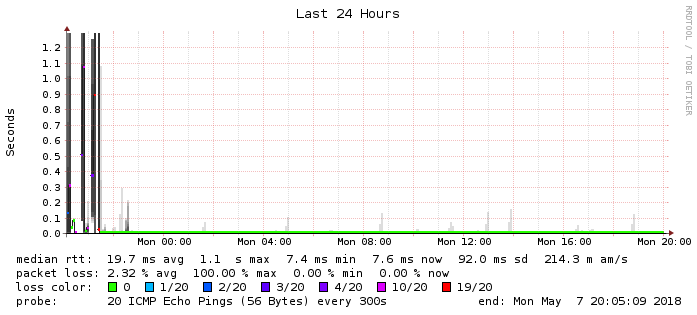 Last 24 Hours
RRDTOOL / TOBI OETIKER
Seconds
1.2
1.1
1.0
0.9
0.8
0.7
0.6
0.5
0.4
0.3
0.2
0.1
0.0
Mon 00:00 Mon 04:00 Mon 08:00 Mon 12:00 Mon 16:00 Mon 20:00
median rtt: 19.7 ms avg 1.1 s max 7.4 ms min 7.6 ms now 92.0 ms sd 214.3 m am/s
packet loss: 2.32 % avg 100.00 % max 0.00 % min 0.00 % now
loss color: 0 1/20 2/20 3/20 4/20 10/20 19/20
probe: 20 ICMP Echo Pings (56 Bytes) every 300s end: Mon May 7 20:05:09 2018